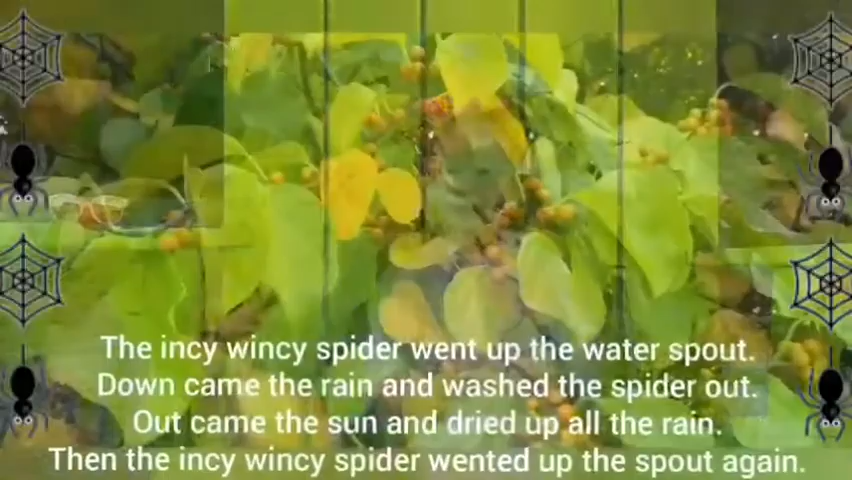 The incy wincy spider went up the water spout.
Down came the rain and washed the spider out.
Out came the sun and dried up all the rain.
Then the incy wincy spider wented up the spout again.